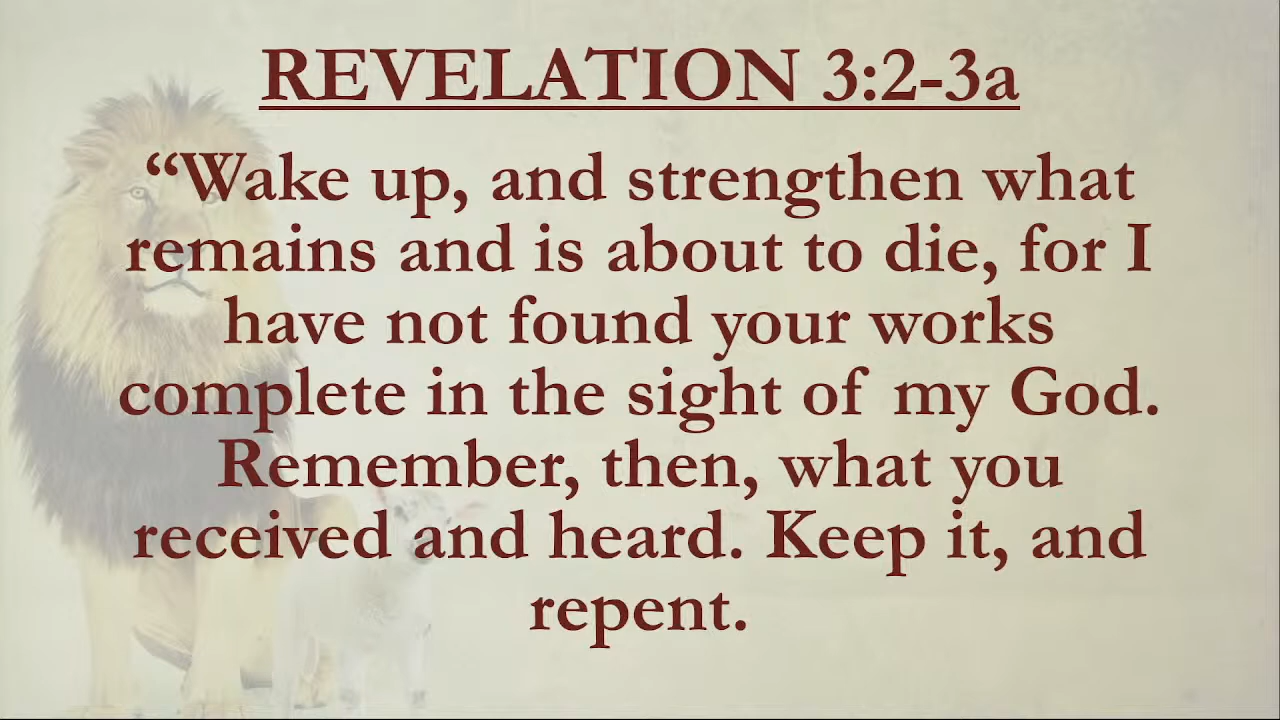 REVELATION 3:2-3a
“Wake up, and strengthen what
remains and is about to die, for I
have not found your works
complete in the sight of my God.
Remember, then, what you
received and heard. Keep it, and
repent.